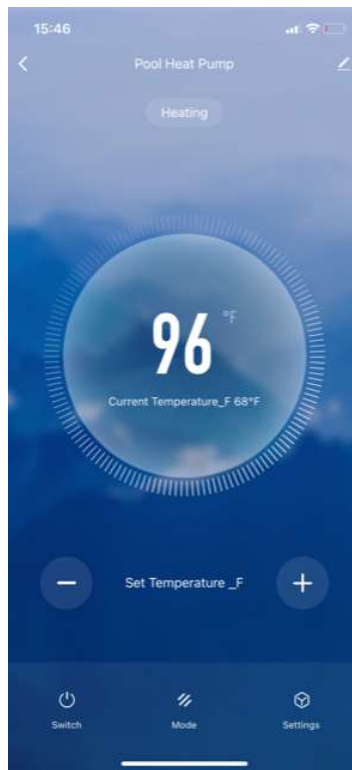 15:46
Pool Heat Pump
Heating
96 °F
Current Temperature_F 68°F
Set Temperature _F
Switch Mode Settings